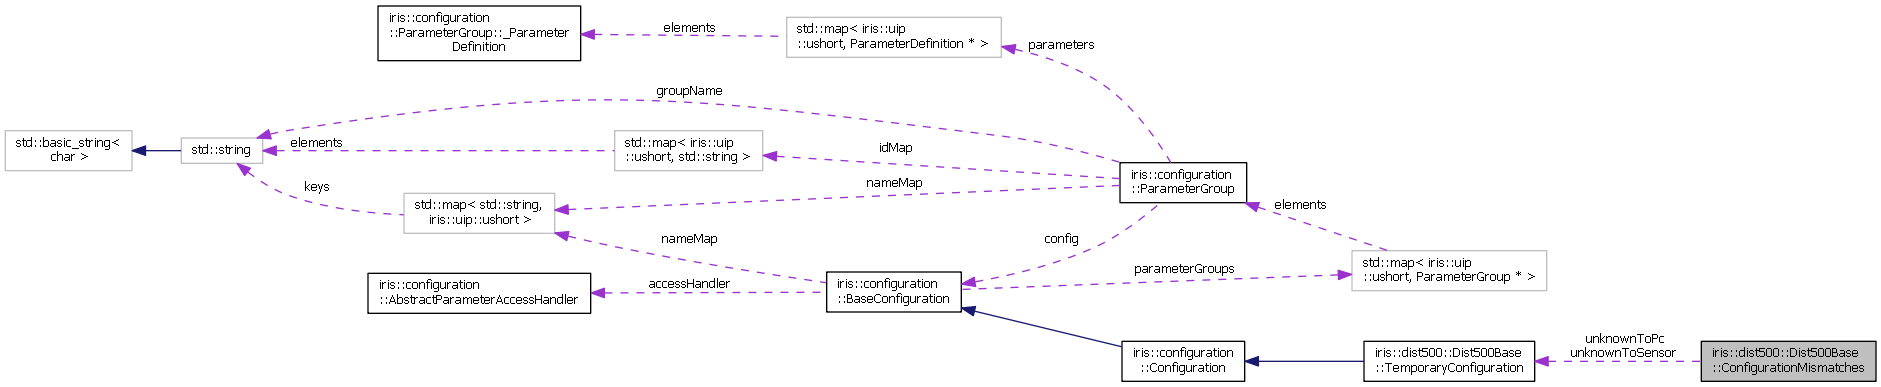 iris::configuration
::ParameterGroup::_Parameter
Definition
elements
std::map< iris::uip
::ushort, ParameterDefinition * >
parameters
groupName
std::basic_string<
char >
std::string
elements
std::map< iris::uip
::ushort, std::string >
idMap
keys
std::map< std::string,
iris::uip::ushort >
nameMap
iris::configuration
::ParameterGroup
nameMap
config
elements
iris::configuration
::AbstractParameterAccessHandler
accessHandler
iris::configuration
::BaseConfiguration
parameterGroups
std::map< iris::uip
::ushort, ParameterGroup * >
iris::configuration
::Configuration
iris::dist500::Dist500Base
::TemporaryConfiguration
unknownToPc
unknownToSensor
iris::dist500::Dist500Base
::ConfigurationMismatches